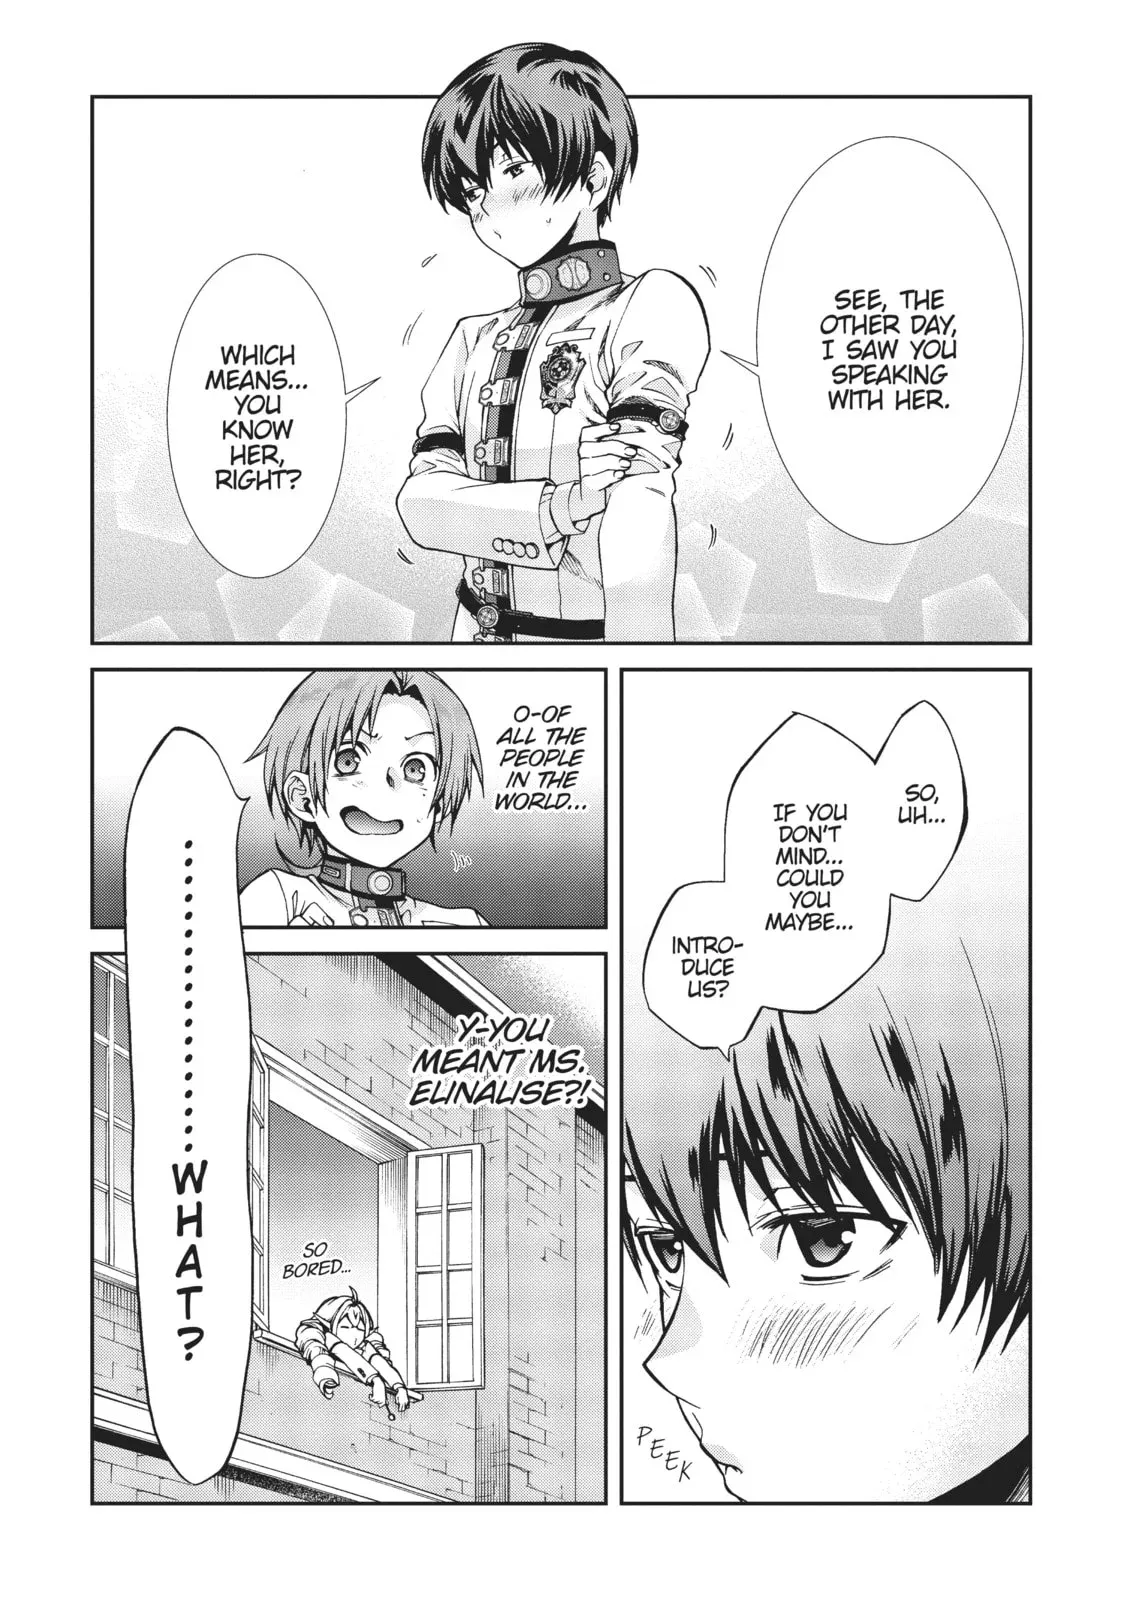 SEE, THE
OTHER DAY,
I SAW YOU
SPEAKING
WITH HER.
WHICH
MEANS...
YOU
KNOW
HER,
RIGHT?
SO,
UH...
IF YOU
DON'T
MIND...
COULD
YOU
MAYBE...
INTRO-
DUCE
US?
PEEK
O-OF
ALL THE
PEOPLE
IN THE
WORLD...
Y-YOU
MEANT MS.
ELINALISE?!
SO
BORED...
......................WHAT?